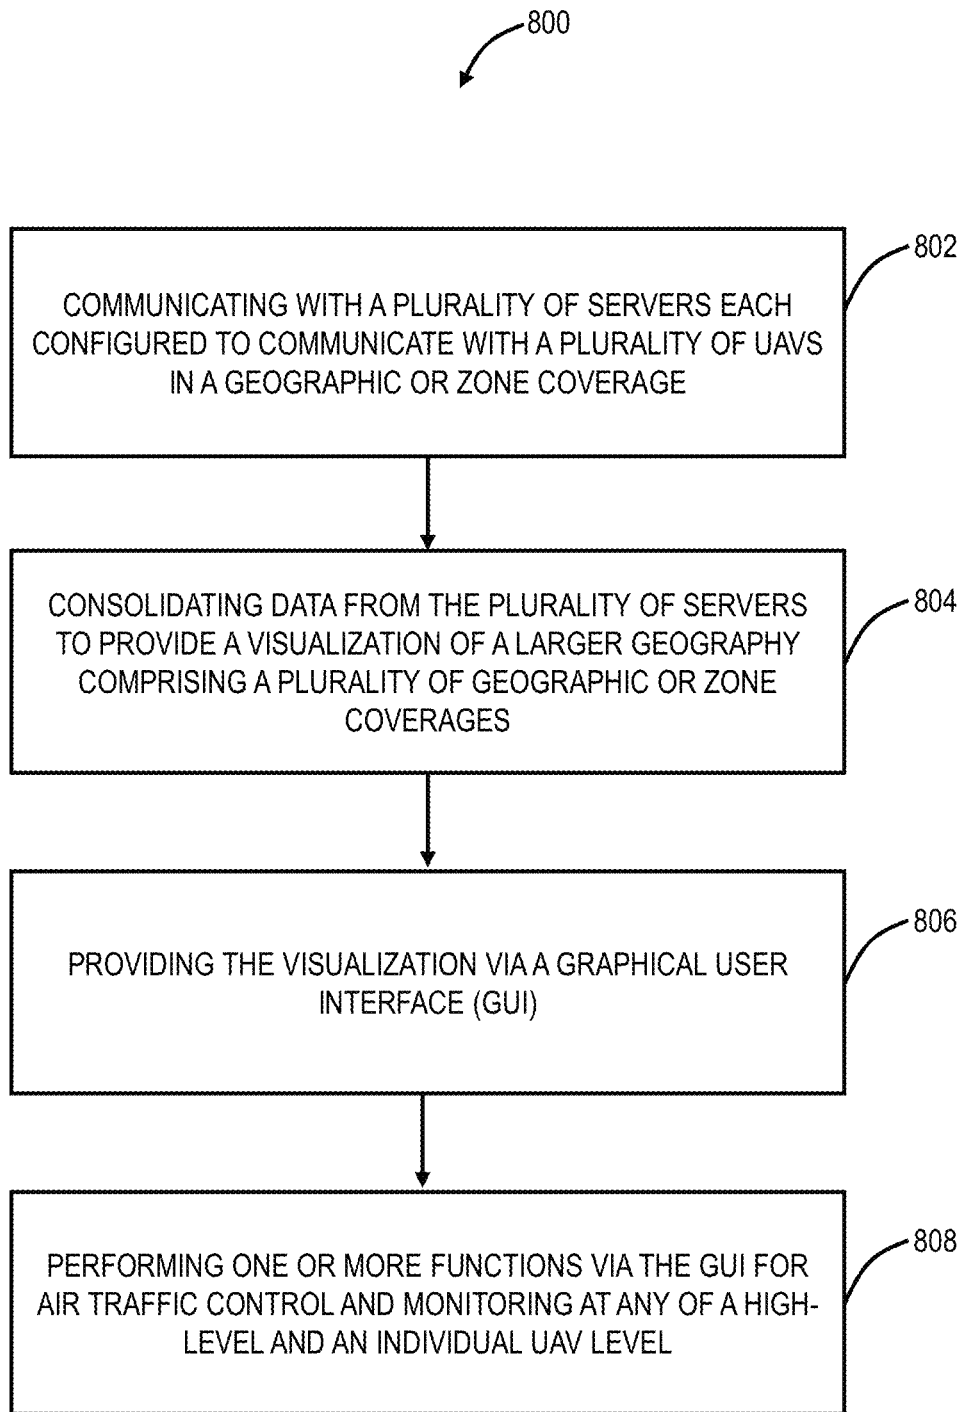 800
802
COMMUNICATING WITH A PLURALITY OF SERVERS EACH
CONFIGURED TO COMMUNICATE WITH A PLURALITY OF UAVS
IN A GEOGRAPHIC OR ZONE COVERAGE
804
CONSOLIDATING DATA FROM THE PLURALITY OF SERVERS
TO PROVIDE A VISUALIZATION OF A LARGER GEOGRAPHY
COMPRISING A PLURALITY OF GEOGRAPHIC OR ZONE
COVERAGES
806
PROVIDING THE VISUALIZATION VIA A GRAPHICAL USER
INTERFACE (GUI)
808
PERFORMING ONE OR MORE FUNCTIONS VIA THE GUI FOR
AIR TRAFFIC CONTROL AND MONITORING AT ANY OF A HIGH-
LEVEL AND AN INDIVIDUAL UAV LEVEL